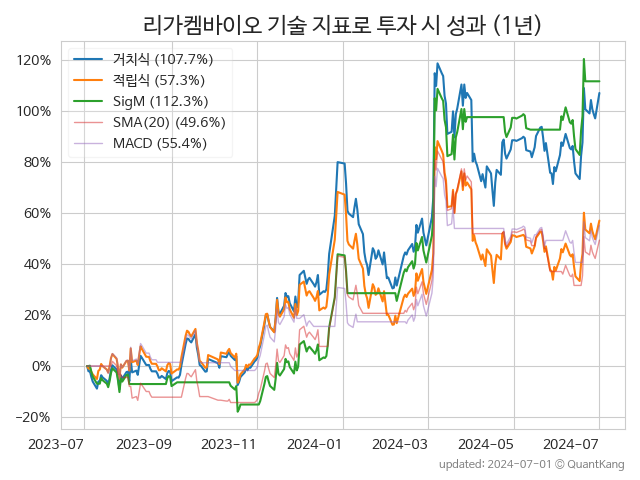 리가켐바이오 기술 지표로 투자 시 성과 (1년)
거치식 (107.7%)
적립식 (57.3%)
SigM (112.3%)
SMA(20) (49.6%)
MACD (55.4%)
120%
100%
80%
60%
40%
20%
0%
−20%
2023-07 2023-09 2023-11 2024-01 2024-03 2024-05 2024-07
updated: 2024-07-01 © QuantKang